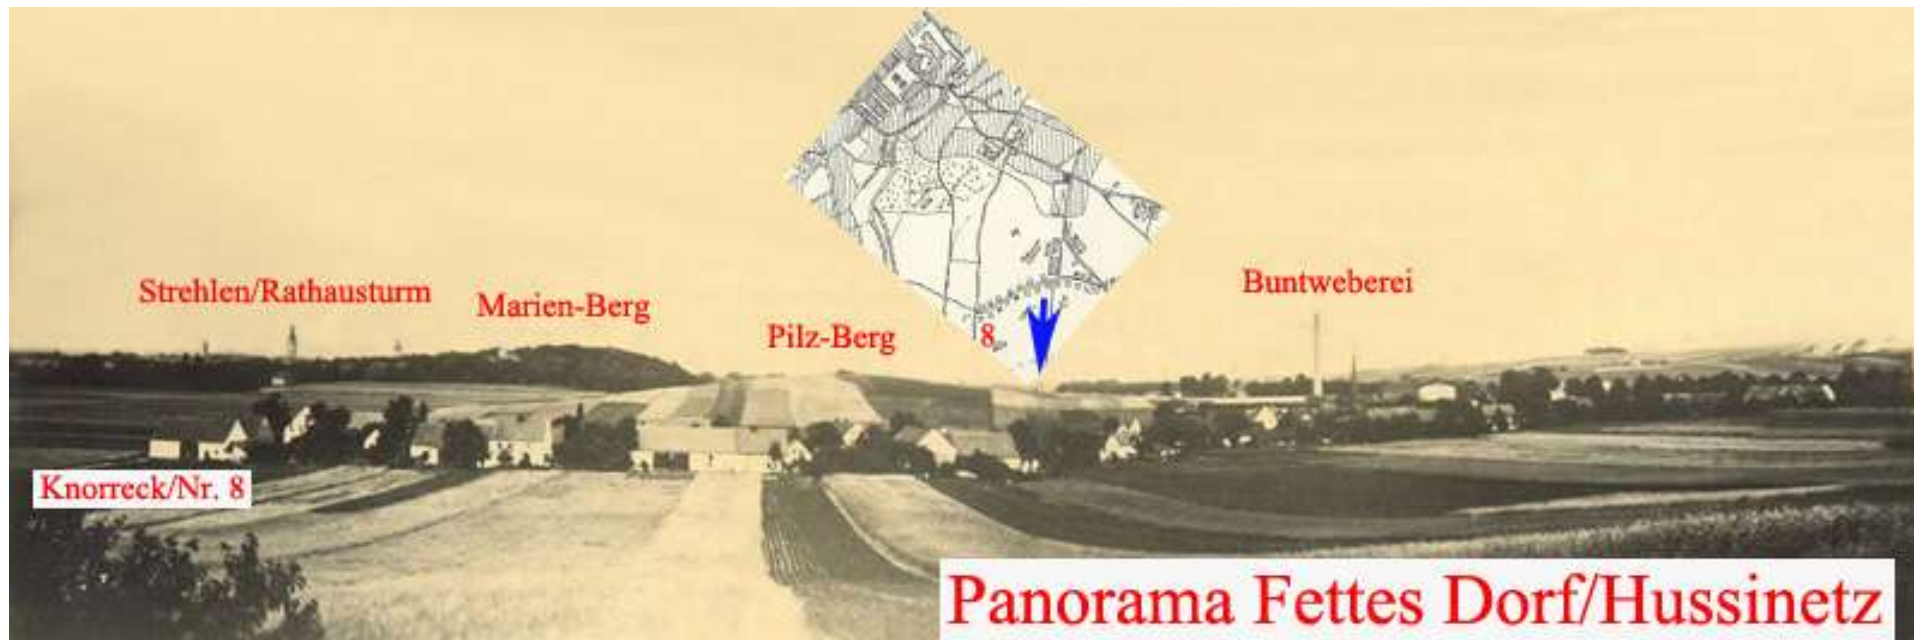 Strehlen/Rathausturm
Marien-Berg
Pilz-Berg
8
Buntweberei
Knorreck/Nr. 8
Panorama Fettes Dorf/Hussinetz